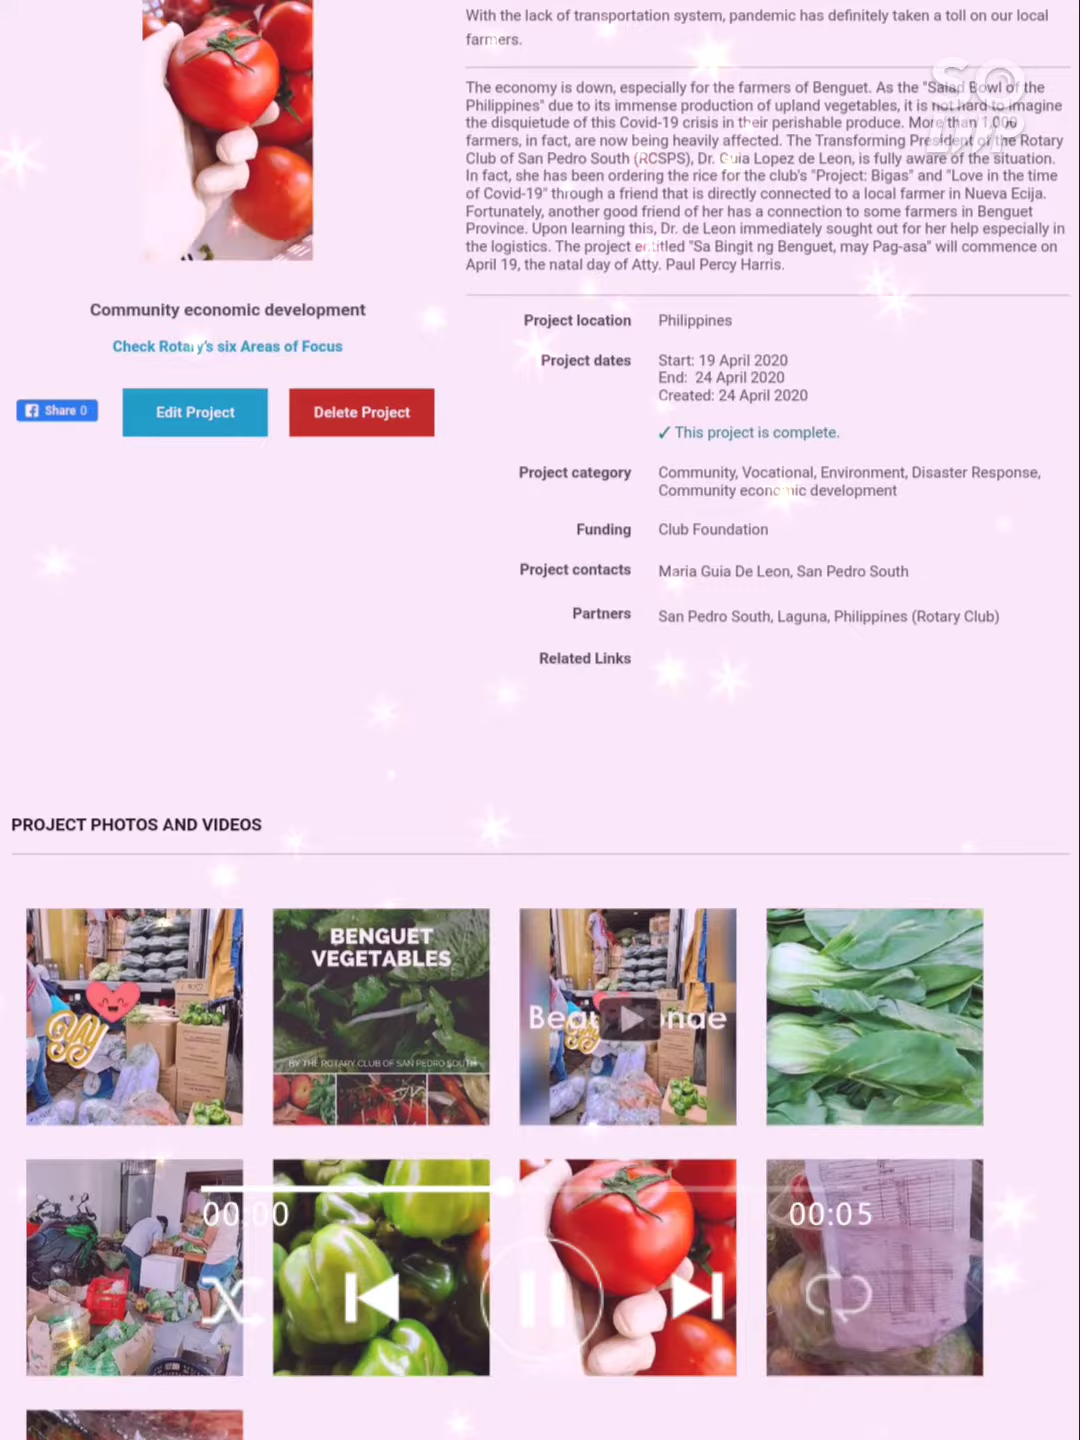 With the lack of transportation system, pandemic has definitely taken a toll on our local
farmers.
The economy is down, especially for the farmers of Benguet. As the "Salad Bowl of the
Philippines" due to its immense production of upland vegetables, it is not hard to imagine
the disquietude of this Covid-19 crisis in their perishable produce. More than 1,000
farmers, in fact, are now being heavily affected. The Transforming President of the Rotary
Club of San Pedro South (RCSPS), Dr. Guia Lopez de Leon, is fully aware of the situation.
In fact, she has been ordering the rice for the club's "Project: Bigas" and "Love in the time
of Covid-19" through a friend that is directly connected to a local farmer in Nueva Ecija.
Fortunately, another good friend of her has a connection to some farmers in Benguet
Province. Upon learning this, Dr. de Leon immediately sought out for her help especially in
the logistics. The project entitled "Sa Bingit ng Benguet, may Pag-asa" will commence on
April 19, the natal day of Atty. Paul Percy Harris.
Community economic development
Check Rotary's six Areas of Focus
Share 0
Edit Project
Delete Project
Project location Philippines
Project dates Start: 19 April 2020
End: 24 April 2020
Created: 24 April 2020
✓ This project is complete.
Project category Community, Vocational, Environment, Disaster Response,
Community economic development
Funding Club Foundation
Project contacts Maria Guia De Leon, San Pedro South
Partners San Pedro South, Laguna, Philippines (Rotary Club)
Related Links
PROJECT PHOTOS AND VIDEOS
YAY
BENGUET
VEGETABLES
BY THE ROTARY CLUB OF SAN PEDRO SOUTH
00:00
00:05